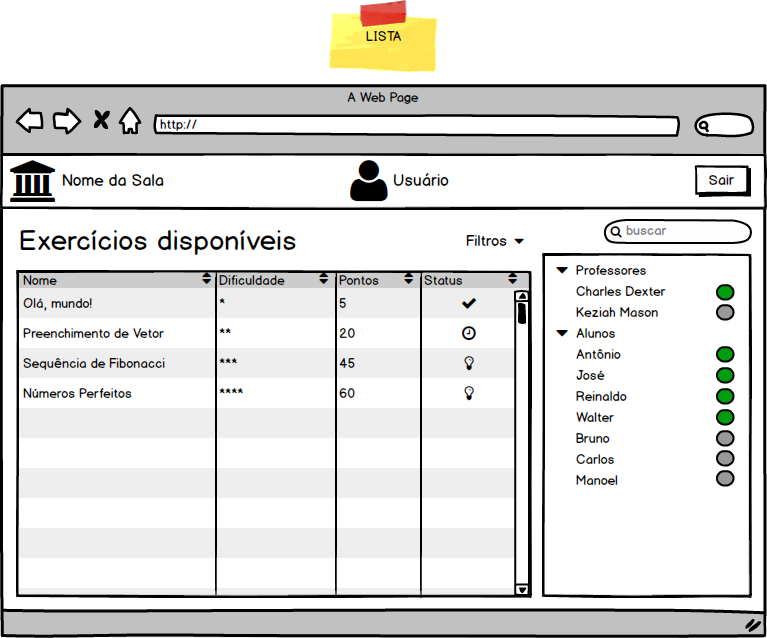 LISTA
A Web Page
http://
Nome da Sala
Usuário
Sair
Exercícios disponíveis
Filtros
buscar
Nome Dificuldade Pontos Status
Olá, mundo! * 5
Preenchimento de Vetor ** 20
Sequência de Fibonacci *** 45
Números Perfeitos **** 60
Professores
Charles Dexter
Keziah Mason
Alunos
Antônio
José
Reinaldo
Walter
Bruno
Carlos
Manoel